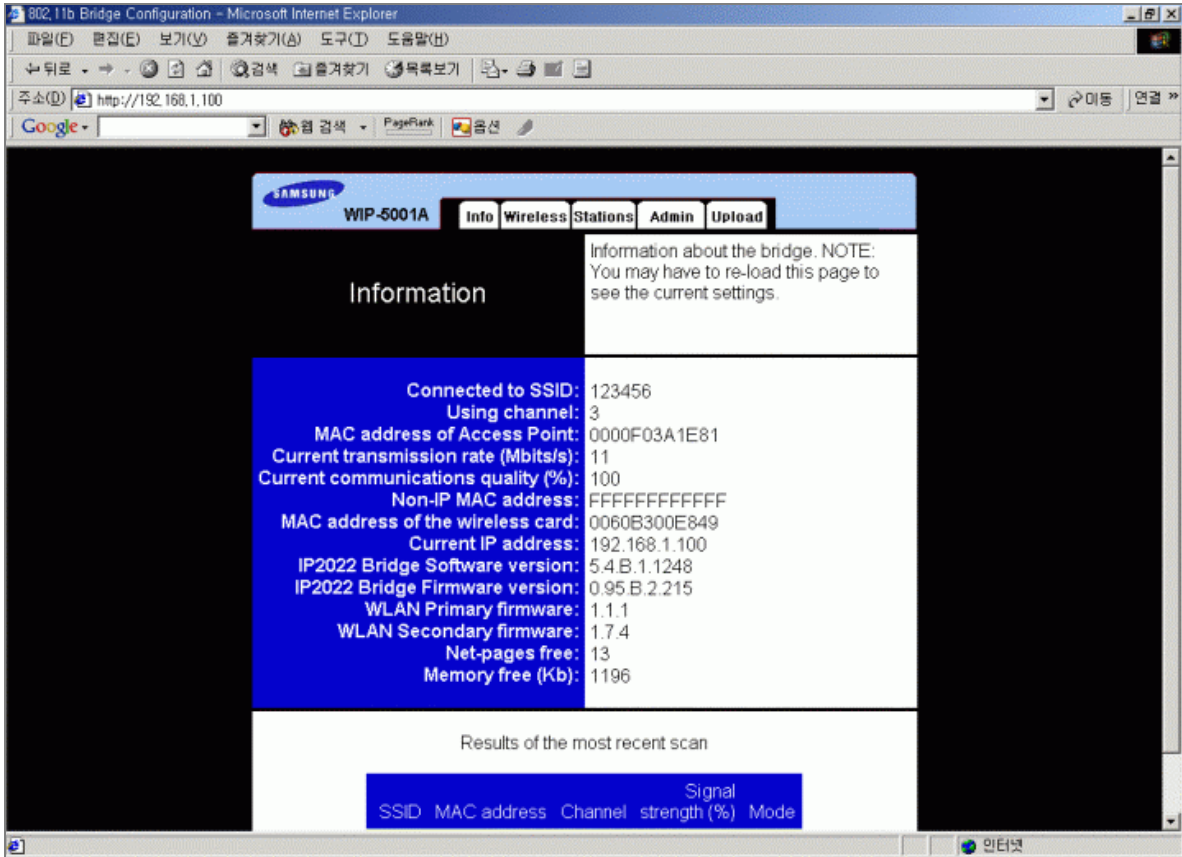 802.11b Bridge Configuration - Microsoft Internet Explorer
파일(F) 편집(E) 보기(V) 즐겨찾기(A) 도구(T) 도움말(H)
뒤로 검색 즐겨찾기 목록보기
주소(D) http://192.168.1.100 이동 연결 »
Google 웹 검색 PageRank 옵션
SAMSUNG
WIP-5001A Info Wireless Stations Admin Upload
Information
Information about the bridge. NOTE:
You may have to re-load this page to
see the current settings.
Connected to SSID: 123456
Using channel: 3
MAC address of Access Point: 0000F03A1E81
Current transmission rate (Mbits/s): 11
Current communications quality (%): 100
Non-IP MAC address: FFFFFFFFFFFF
MAC address of the wireless card: 0060B300E849
Current IP address: 192.168.1.100
IP2022 Bridge Software version: 5.4.B.1.1248
IP2022 Bridge Firmware version: 0.95.B.2.215
WLAN Primary firmware: 1.1.1
WLAN Secondary firmware: 1.7.4
Net-pages free: 13
Memory free (Kb): 1196
Results of the most recent scan
SSID MAC address Channel Signal strength (%) Mode
인터넷